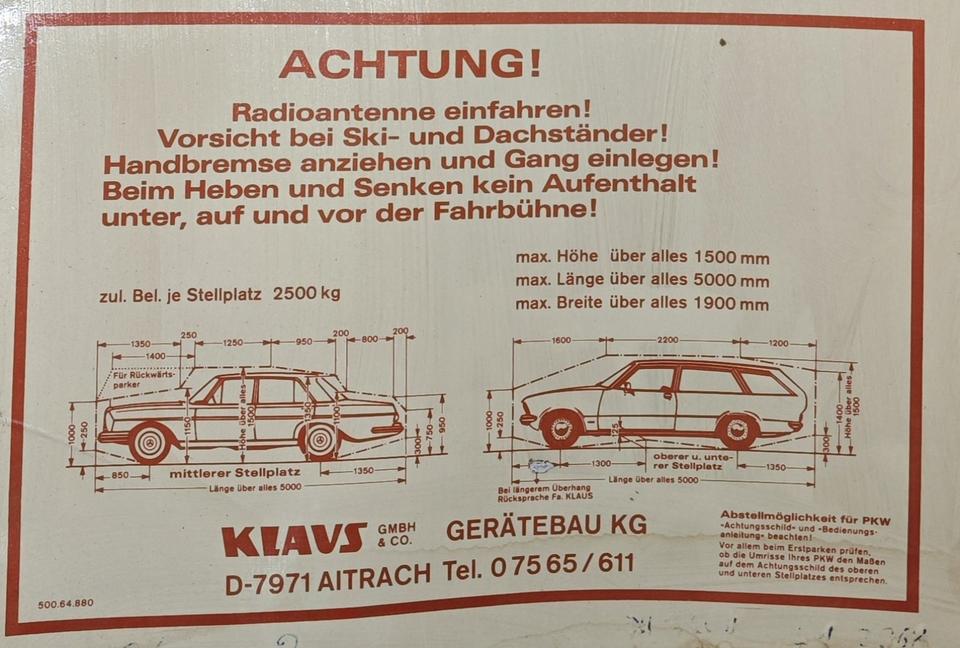 ACHTUNG!
Radioantenne einfahren!
Vorsicht bei Ski- und Dachständer!
Handbremse anziehen und Gang einlegen!
Beim Heben und Senken kein Aufenthalt
unter, auf und vor der Fahrbühne!
max. Höhe über alles 1500 mm
max. Länge über alles 5000 mm
max. Breite über alles 1900 mm
zul. Bel. je Stellplatz 2500 kg
1350 250 1250 950 200 800 200
1400
Für Rückwärts-
parker
1000 250 1150 Höhe über alles 1500 1350 1100 300 750 950
850 mittlerer Stellplatz 1350
Länge über alles 5000
1600 2200 1200
1000 250 125 300 1400 Höhe über alles 1500
1300 oberer u. unte-
rer Stellplatz 1350
Länge über alles 5000
Bei längerem Überhang
Rücksprache Fa. KLAUS
KLAUS GMBH & CO. GERÄTEBAU KG
D-7971 AITRACH Tel. 0 75 65 / 611
Abstellmöglichkeit für PKW
-Achtungsschild- und -Bedienungs-
anleitung- beachten!
Vor allem beim Erstparken prüfen,
ob die Umrisse Ihres PKW den Maßen
auf dem Achtungsschild des oberen
und unteren Stellplatzes entsprechen.
500.64.880